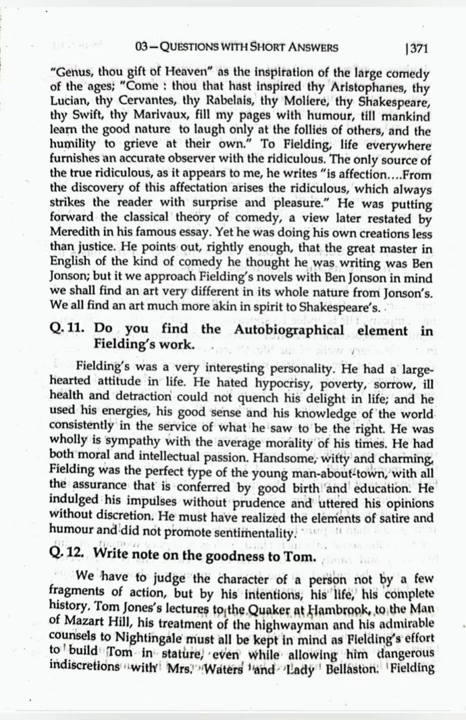 03—QUESTIONS WITH SHORT ANSWERS |371
"Genus, thou gift of Heaven" as the inspiration of the large comedy
of the ages; "Come : thou that hast inspired thy Aristophanes, thy
Lucian, thy Cervantes, thy Rabelais, thy Moliere, thy Shakespeare,
thy Swift, thy Marivaux, fill my pages with humour, till mankind
learn the good nature to laugh only at the follies of others, and the
humility to grieve at their own." To Fielding, life everywhere
furnishes an accurate observer with the ridiculous. The only source of
the true ridiculous, as it appears to me, he writes "is affection....From
the discovery of this affectation arises the ridiculous, which always
strikes the reader with surprise and pleasure." He was putting
forward the classical theory of comedy, a view later restated by
Meredith in his famous essay. Yet he was doing his own creations less
than justice. He points out, rightly enough, that the great master in
English of the kind of comedy he thought he was writing was Ben
Jonson; but it we approach Fielding's novels with Ben Jonson in mind
we shall find an art very different in its whole nature from Jonson's.
We all find an art much more akin in spirit to Shakespeare's.
Q. 11. Do you find the Autobiographical element in
Fielding's work.
Fielding's was a very interesting personality. He had a large-
hearted attitude in life. He hated hypocrisy, poverty, sorrow, ill
health and detraction could not quench his delight in life; and he
used his energies, his good sense and his knowledge of the world
consistently in the service of what he saw to be the right. He was
wholly is sympathy with the average morality of his times. He had
both moral and intellectual passion. Handsome, witty and charming,
Fielding was the perfect type of the young man-about-town, with all
the assurance that is conferred by good birth and education. He
indulged his impulses without prudence and uttered his opinions
without discretion. He must have realized the elements of satire and
humour and did not promote sentimentality.
Q. 12. Write note on the goodness to Tom.
We have to judge the character of a person not by a few
fragments of action, but by his intentions, his life, his complete
history. Tom Jones's lectures to the Quaker at Hambrook, to the Man
of Mazart Hill, his treatment of the highwayman and his admirable
counsels to Nightingale must all be kept in mind as Fielding's effort
to build Tom in stature, even while allowing him dangerous
indiscretions with Mrs. Waters and Lady Bellaston. Fielding